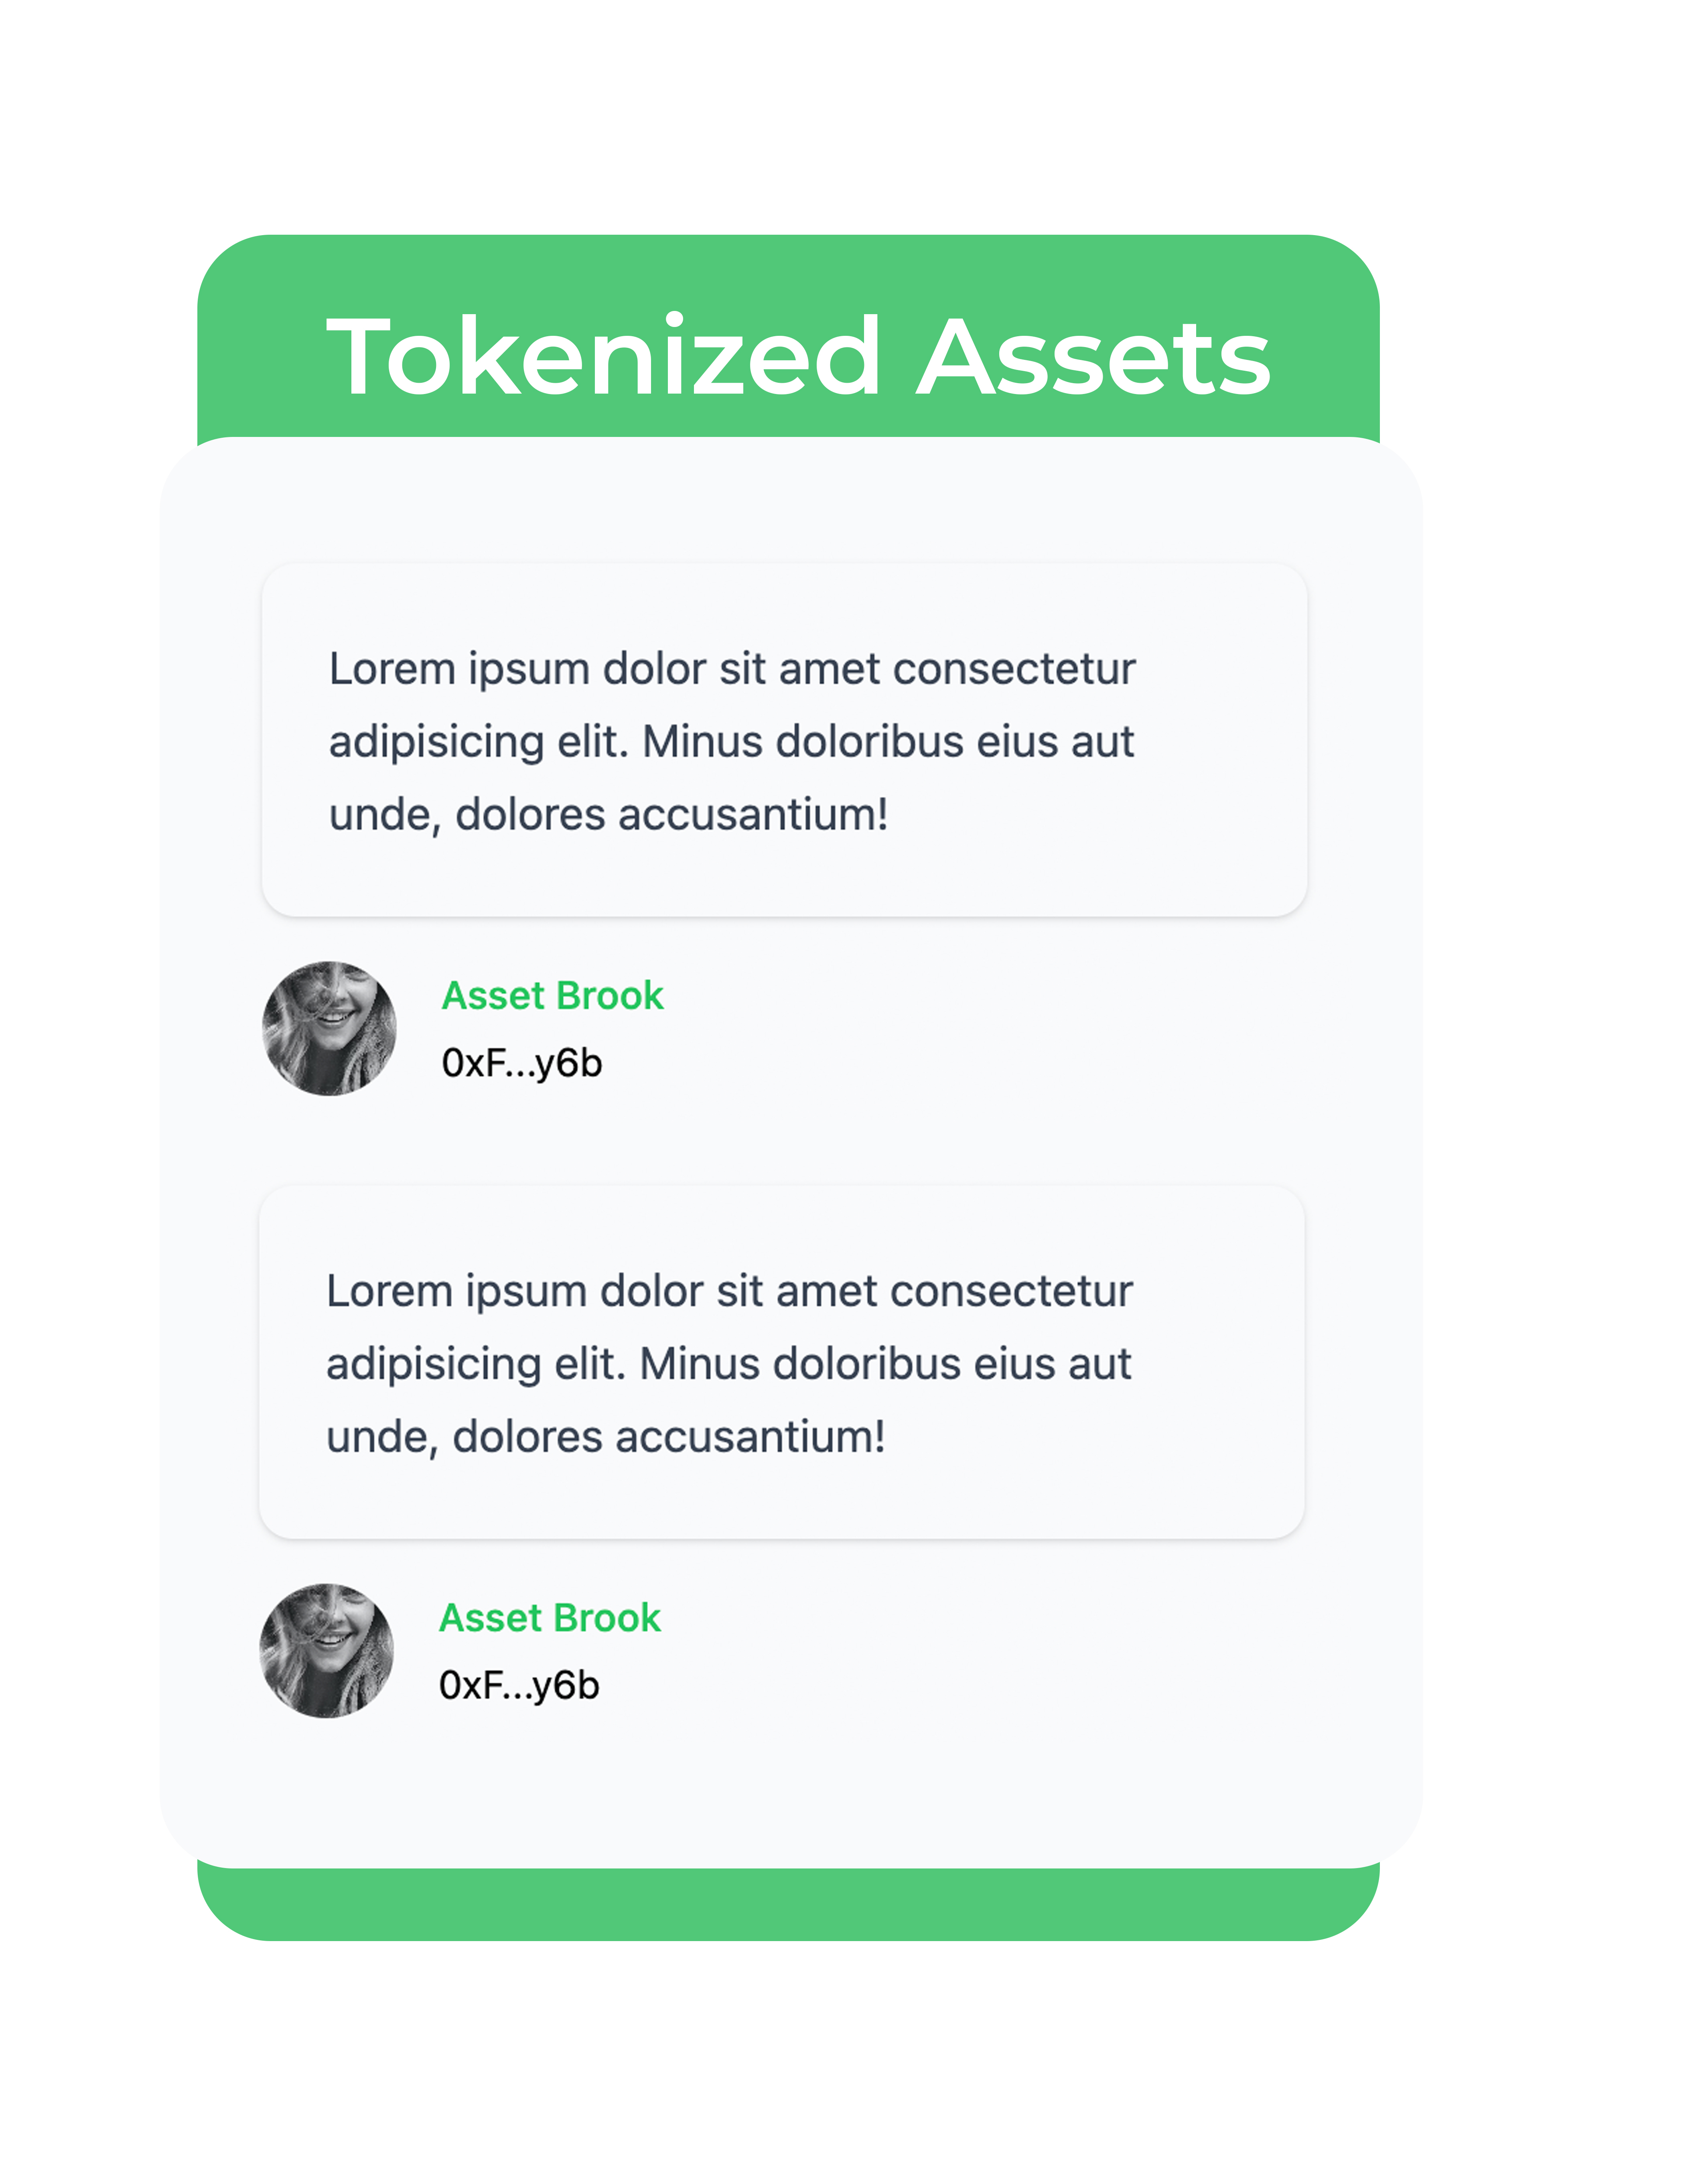 Tokenized Assets
Lorem ipsum dolor sit amet consectetur
adipisicing elit. Minus doloribus eius aut
unde, dolores accusantium!
Asset Brook
0xF...y6b
Lorem ipsum dolor sit amet consectetur
adipisicing elit. Minus doloribus eius aut
unde, dolores accusantium!
Asset Brook
0xF...y6b